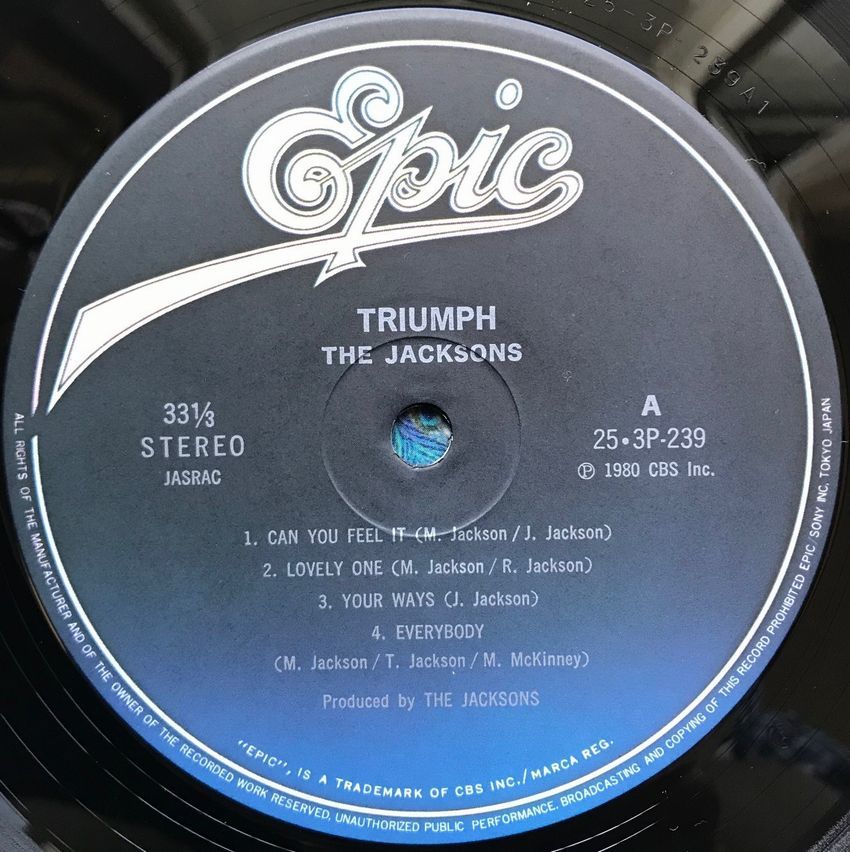 25-3P-239A1
Epic
TRIUMPH
THE JACKSONS
33⅓
STEREO
JASRAC
A
25•3P-239
℗ 1980 CBS Inc.
1. CAN YOU FEEL IT (M. Jackson / J. Jackson)
2. LOVELY ONE (M. Jackson / R. Jackson)
3. YOUR WAYS (J. Jackson)
4. EVERYBODY
(M. Jackson / T. Jackson / M. McKinney)
Produced by THE JACKSONS
"EPIC", IS A TRADEMARK OF CBS INC./MARCA REG.
ALL RIGHTS OF THE MANUFACTURER AND OF THE OWNER OF THE RECORDED WORK RESERVED, UNAUTHORIZED PUBLIC PERFORMANCE, BROADCASTING AND COPYING OF THIS RECORD PROHIBITED EPIC/SONY INC, TOKYO JAPAN